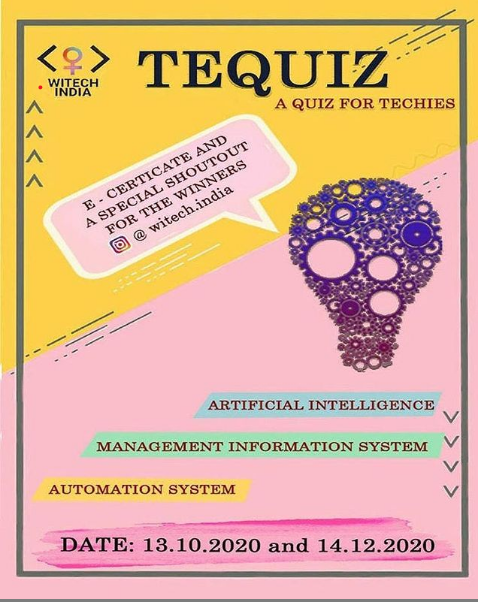 WITECH
INDIA
TEQUIZ
A QUIZ FOR TECHIES
E - CERTICATE AND
A SPECIAL SHOUTOUT
FOR THE WINNERS
@ witech.india
ARTIFICIAL INTELLIGENCE
MANAGEMENT INFORMATION SYSTEM
AUTOMATION SYSTEM
DATE: 13.10.2020 and 14.12.2020